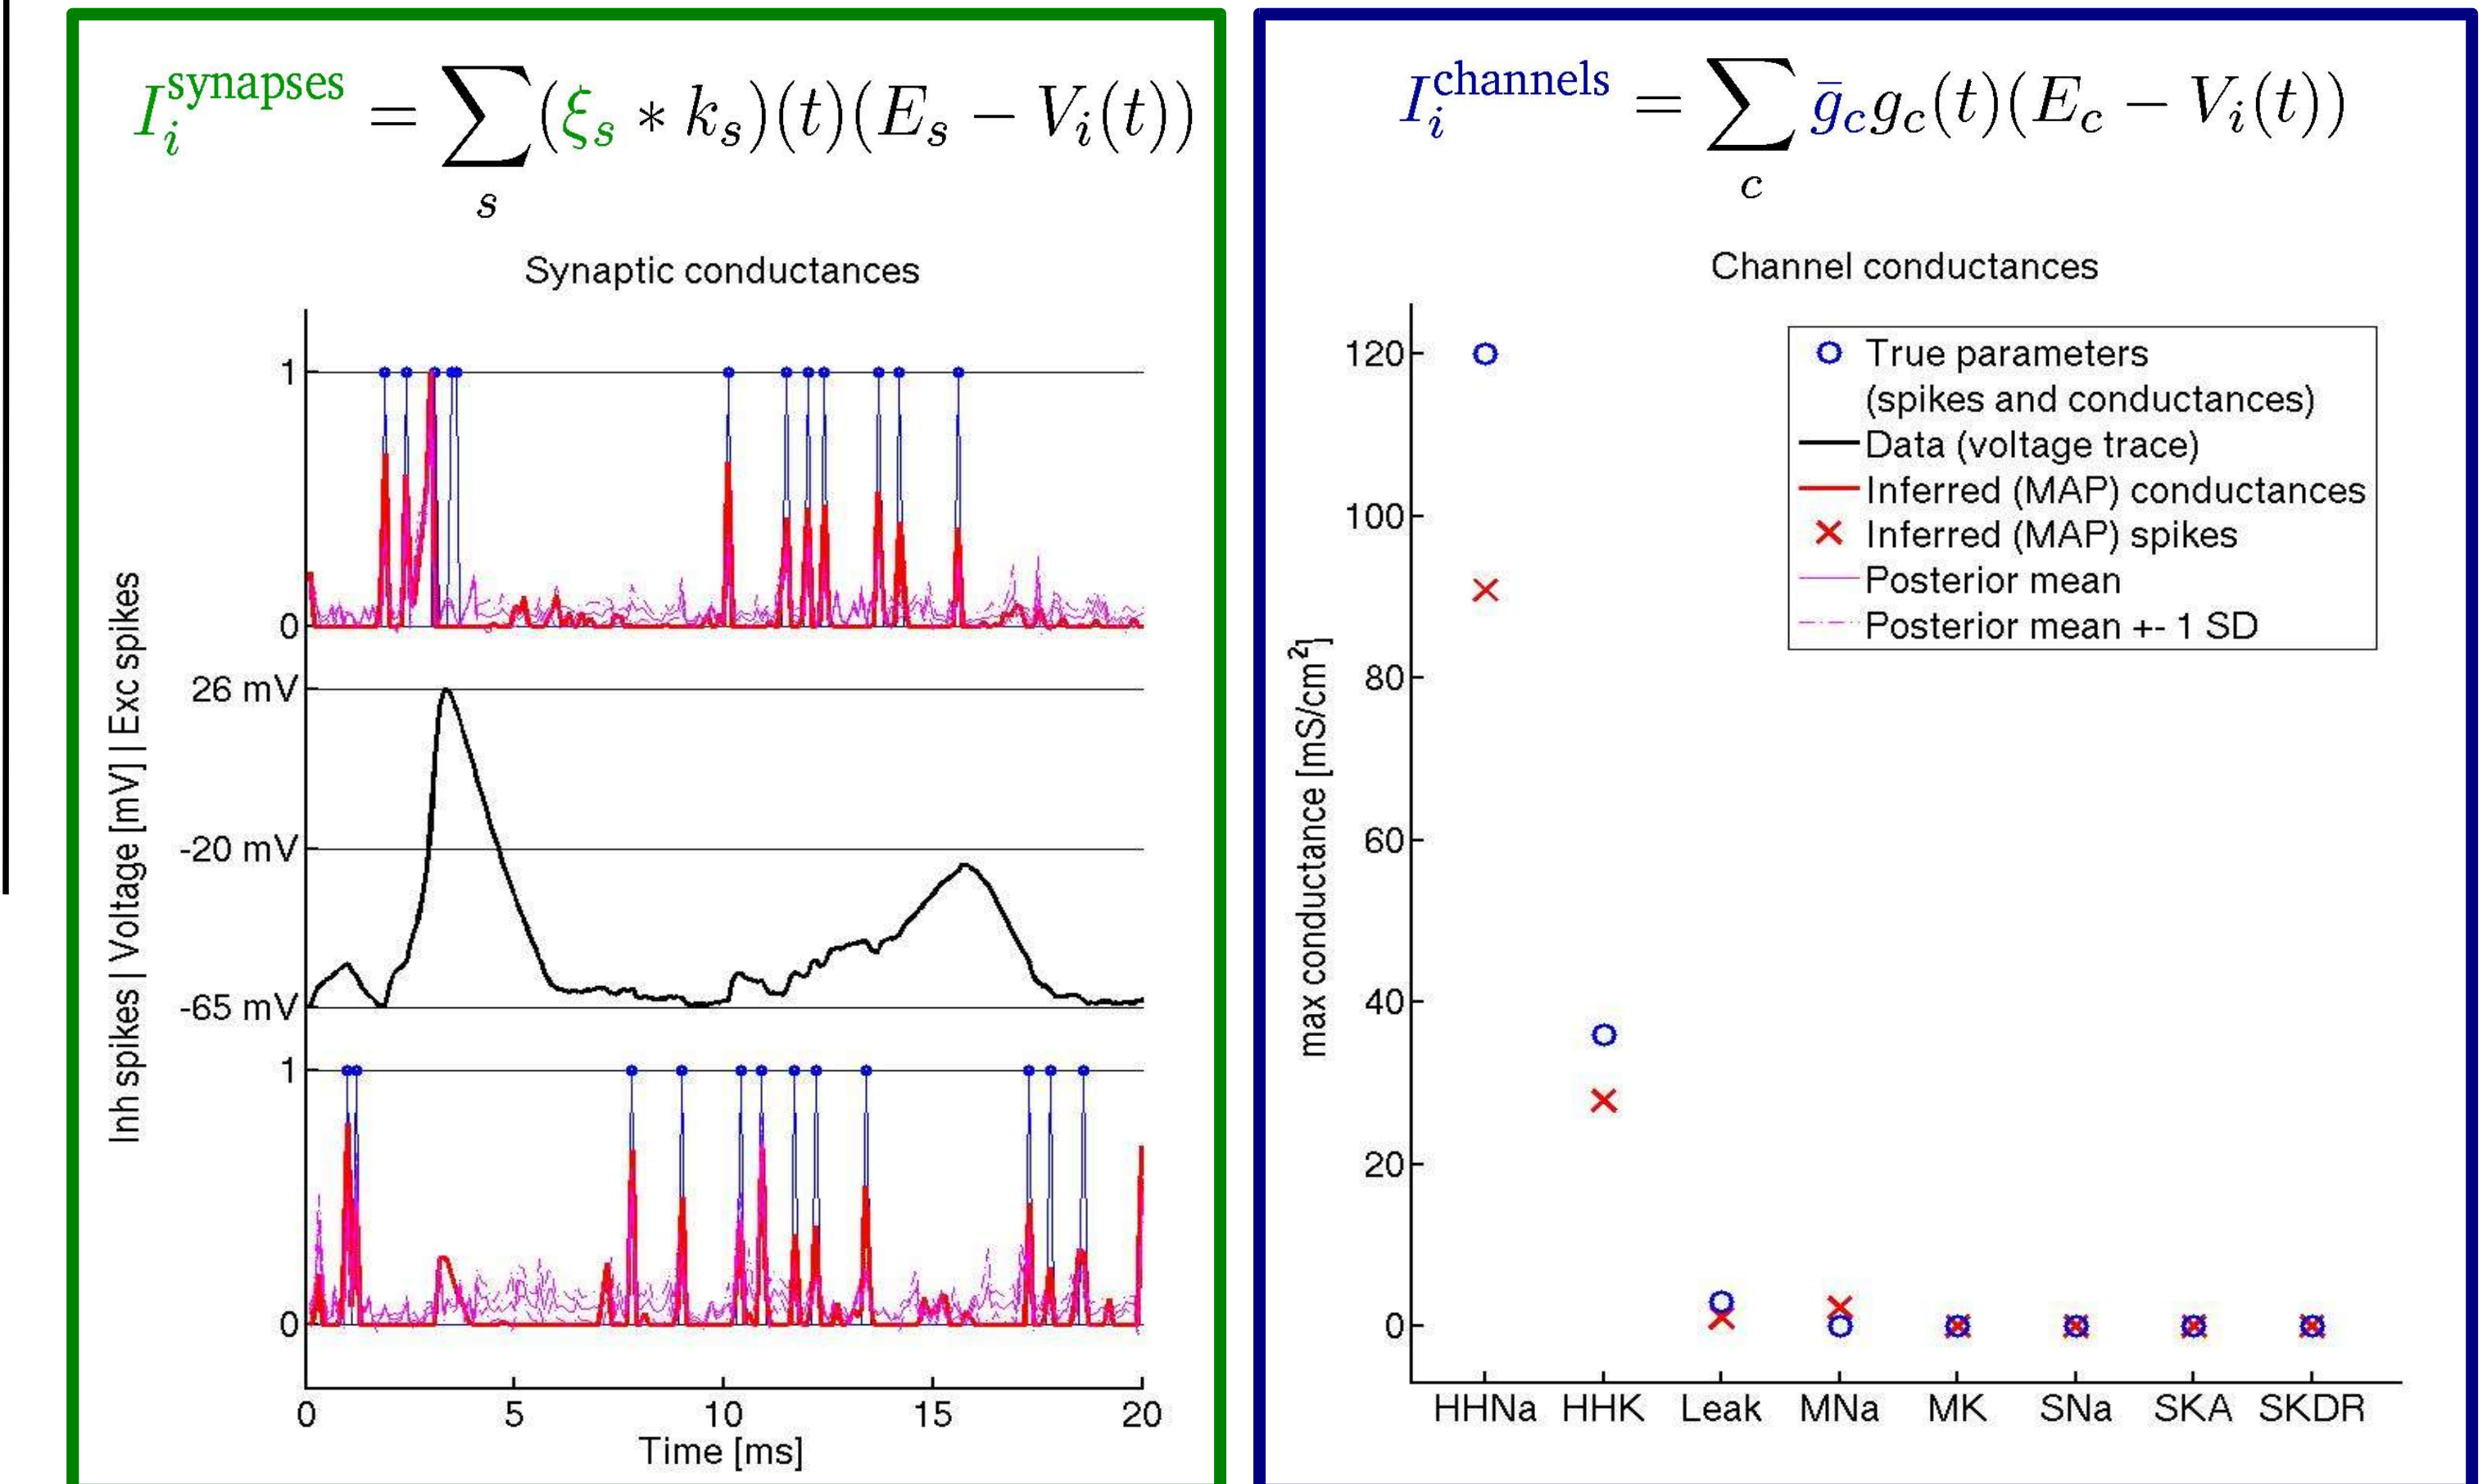 I_i^synapses = ∑_s (ξ_s * k_s)(t)(E_s − V_i(t))
Synaptic conductances
Inh spikes | Voltage [mV] | Exc spikes
1
0
26 mV
-20 mV
-65 mV
1
0
0 5 10 15 20
Time [ms]
I_i^channels = ∑_c ḡ_c g_c(t)(E_c − V_i(t))
Channel conductances
True parameters
(spikes and conductances)
Data (voltage trace)
Inferred (MAP) conductances
Inferred (MAP) spikes
Posterior mean
Posterior mean +- 1 SD
max conductance [mS/cm²]
120
100
80
60
40
20
0
HHNa HHK Leak MNa MK SNa SKA SKDR